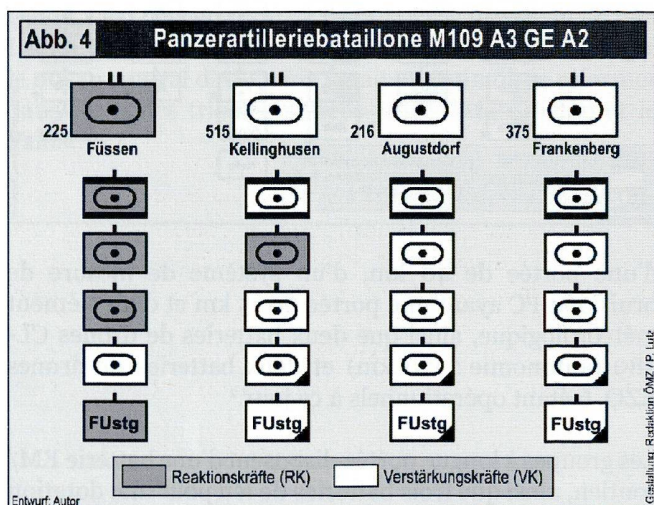 Abb. 4 Panzerartilleriebataillone M109 A3 GE A2
225 515 216 375
Füssen Kellinghusen Augustdorf Frankenberg
FUstg FUstg FUstg FUstg
Reaktionskräfte (RK) Verstärkungskräfte (VK)
Entwurf: Autor
Gestaltung: Redaktion ÖMZ / P. Lutz